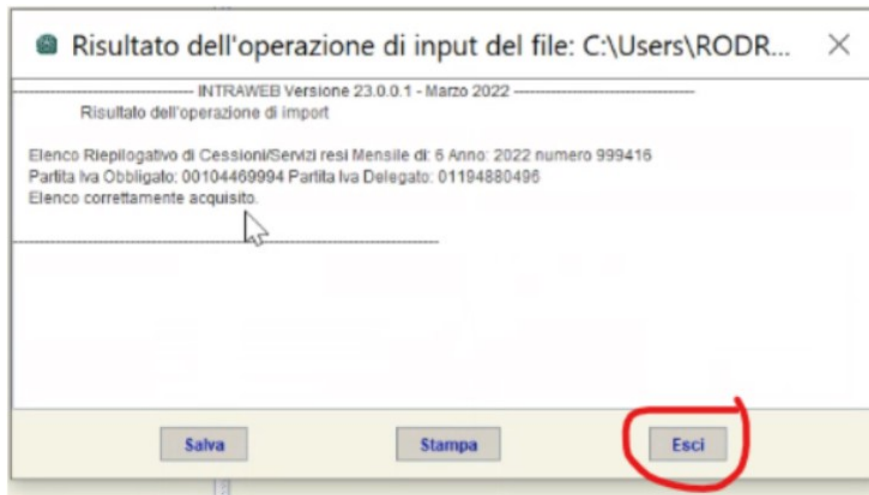 Risultato dell'operazione di input del file: C:\Users\RODR...
INTRAWEB Versione 23.0.0.1 - Marzo 2022
Risultato dell'operazione di import
Elenco Riepilogativo di Cessioni/Servizi resi Mensile di: 6 Anno: 2022 numero 999416
Partita Iva Obbligato: 00104469994 Partita Iva Delegato: 01194880496
Elenco correttamente acquisito.
Salva
Stampa
Esci